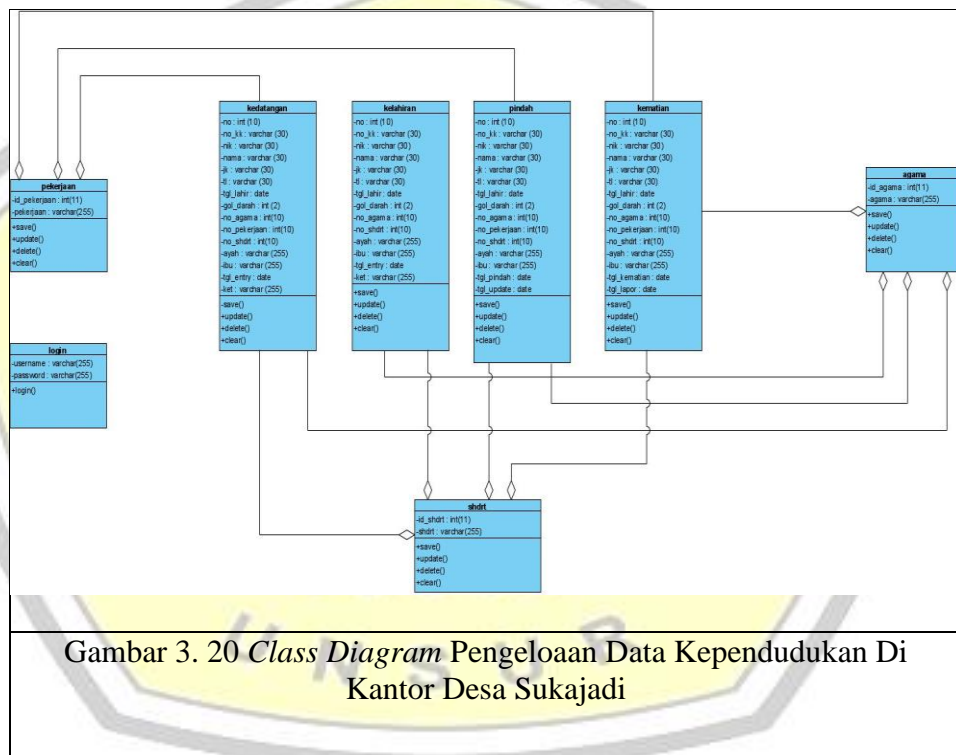 kedatangan
-no : int (10)
-no_kk : varchar (30)
-nik : varchar (30)
-nama : varchar (30)
-jk : varchar (30)
-tl : varchar (30)
-tgl_lahir : date
-gol_darah : int (2)
-no_agama : int(10)
-no_pekerjaan : int(10)
-no_shdrt : int(10)
-ayah : varchar (255)
-ibu : varchar (255)
-tgl_entry : date
-ket : varchar (255)
-save()
+update()
+delete()
+clear()
kelahiran
-no : int (10)
-no_kk : varchar (30)
-nik : varchar (30)
-nama : varchar (30)
-jk : varchar (30)
-tl : varchar (30)
-tgl_lahir : date
-gol_darah : int (2)
-no_agama : int(10)
-no_shdrt : int(10)
-ayah : varchar (255)
-ibu : varchar (255)
-tgl_entry : date
-ket : varchar (255)
+save()
+update()
+delete()
+clear()
pindah
-no : int (10)
-no_kk : varchar (30)
-nik : varchar (30)
-nama : varchar (30)
-jk : varchar (30)
-tl : varchar (30)
-tgl_lahir : date
-gol_darah : int (2)
-no_agama : int(10)
-no_pekerjaan : int(10)
-no_shdrt : int(10)
-ayah : varchar (255)
-ibu : varchar (255)
-tgl_pindah : date
-tgl_update : date
+save()
+update()
+delete()
+clear()
kematian
-no : int (10)
-no_kk : varchar (30)
-nik : varchar (30)
-nama : varchar (30)
-jk : varchar (30)
-tl : varchar (30)
-tgl_lahir : date
-gol_darah : int (2)
-no_agama : int(10)
-no_pekerjaan : int(10)
-no_shdrt : int(10)
-ayah : varchar (255)
-ibu : varchar (255)
-tgl_kematian : date
-tgl_lapor : date
+save()
+update()
+delete()
+clear()
pekerjaan
-id_pekerjaan : int(11)
-pekerjaan : varchar(255)
+save()
+update()
+delete()
+clear()
agama
-id_agama : int(11)
-agama : varchar(255)
+save()
+update()
+delete()
+clear()
login
-username : varchar(255)
-password : varchar(255)
+login()
shdrt
-id_shdrt : int(11)
-shdrt : varchar(255)
+save()
+update()
+delete()
+clear()
UNSUR
Gambar 3. 20 Class Diagram Pengeloaan Data Kependudukan Di
Kantor Desa Sukajadi